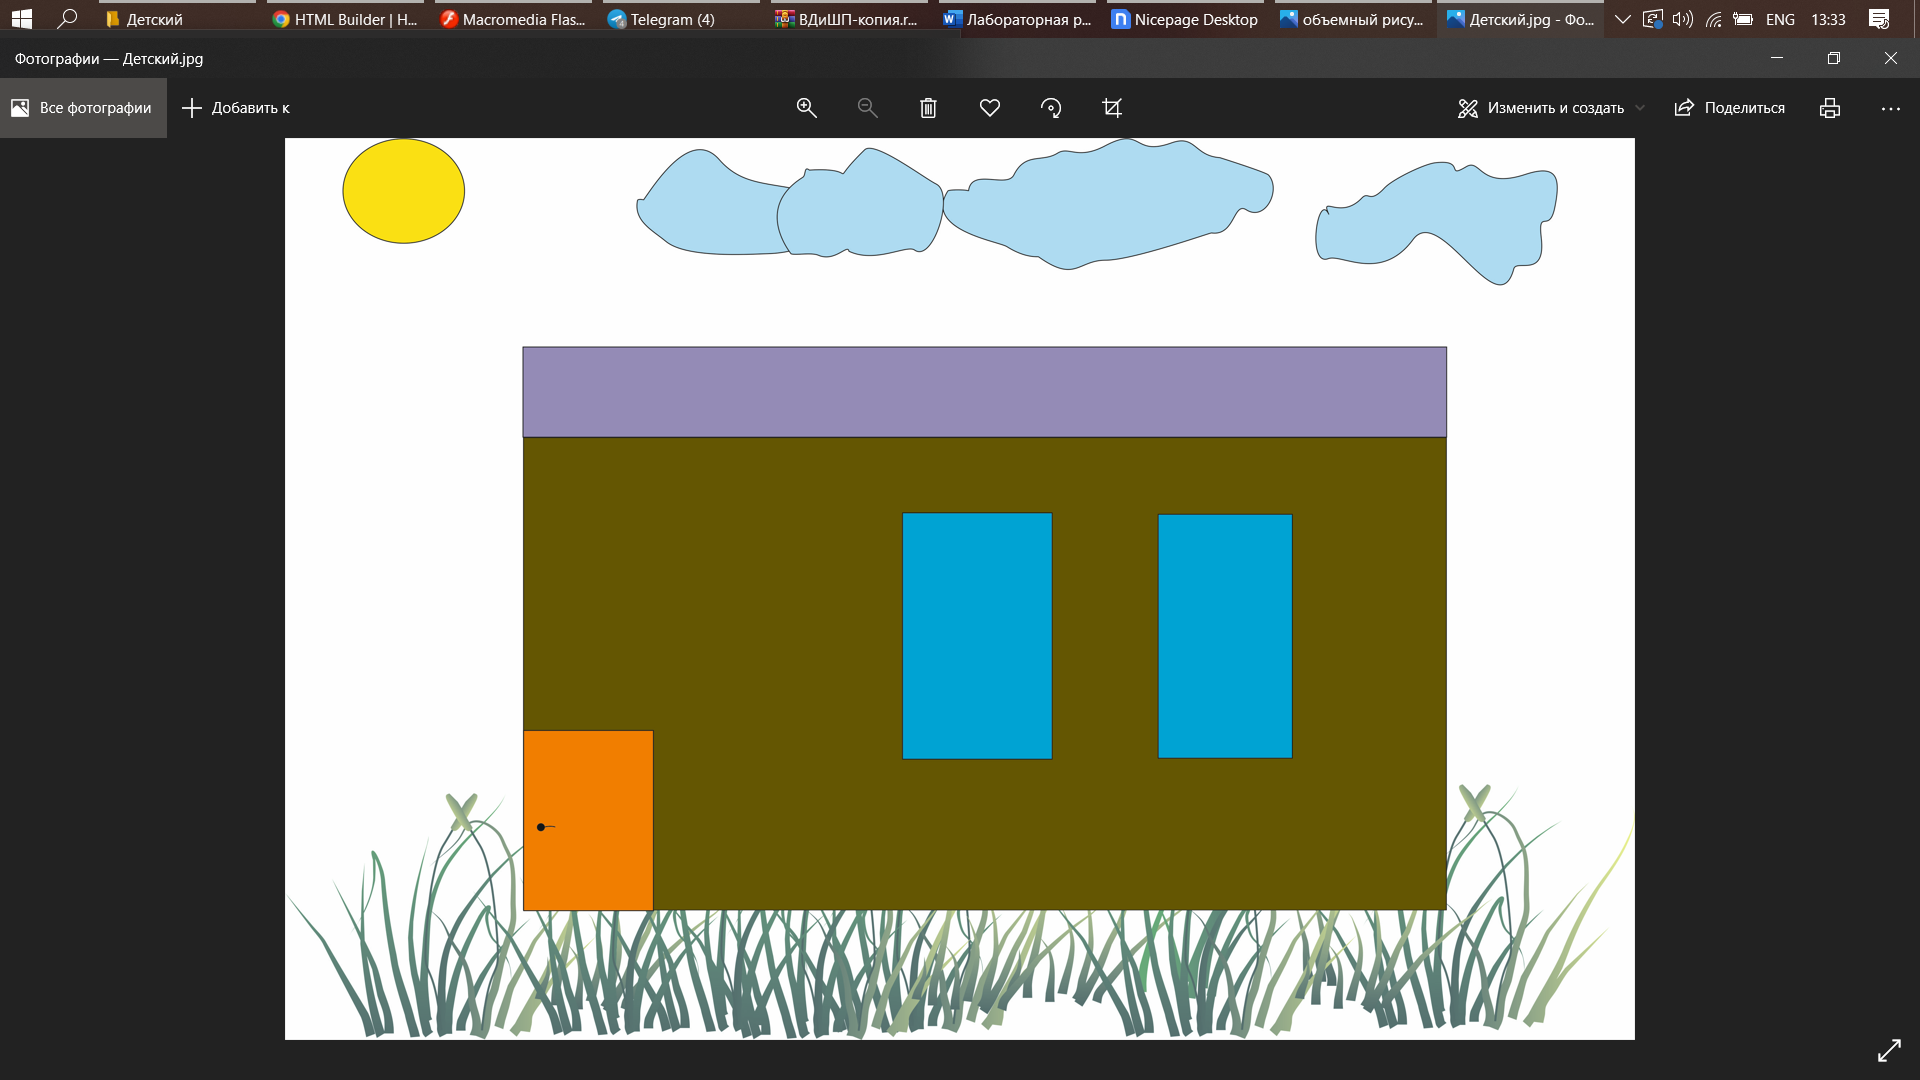 Детский
HTML Builder | H...
Macromedia Flas...
Telegram (4)
ВДиШП-копия.r...
Лабораторная р...
Nicepage Desktop
объемный рису...
Детский.jpg - Фо...
ENG
13:33
Фотографии — Детский.jpg
Все фотографии
Добавить к
Изменить и создать
Поделиться